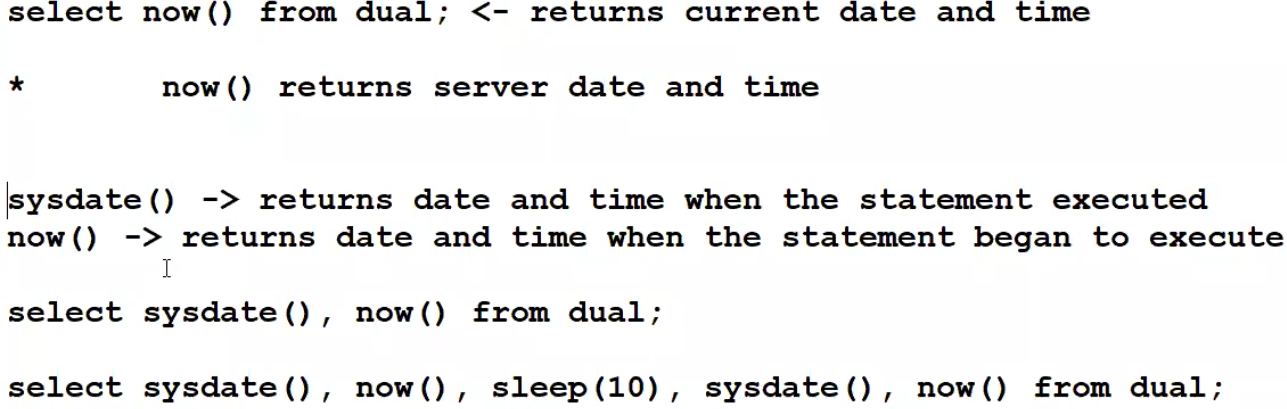 select now() from dual; <- returns current date and time
* now() returns server date and time
sysdate() -> returns date and time when the statement executed
now() -> returns date and time when the statement began to execute
select sysdate(), now() from dual;
select sysdate(), now(), sleep(10), sysdate(), now() from dual;